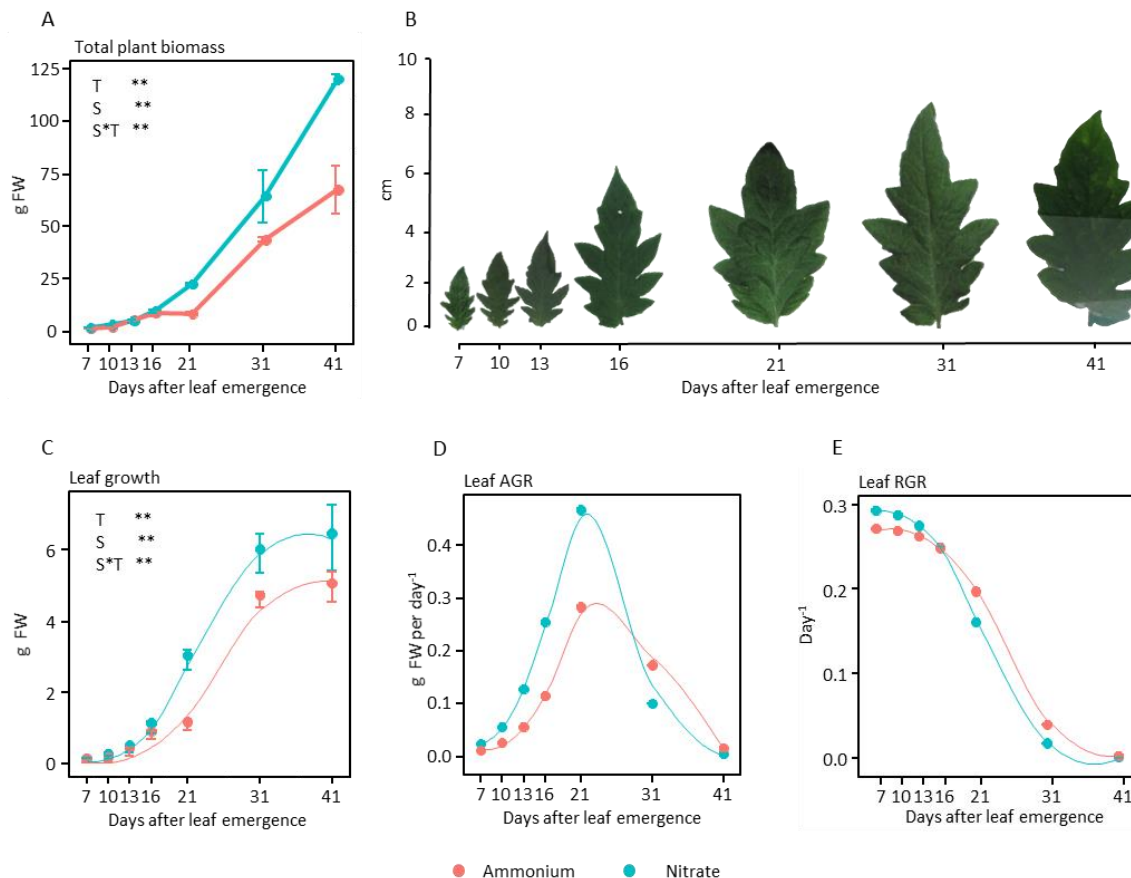 A
Total plant biomass
125
100
75
50
25
0
g FW
T **
S **
S*T **
7 10 13 16 21 31 41
Days after leaf emergence
B
10
8
6
4
2
0
cm
7 10 13 16 21 31 41
Days after leaf emergence
C
Leaf growth
6
4
2
0
g FW
T **
S **
S*T **
7 10 13 16 21 31 41
Days after leaf emergence
D
Leaf AGR
0.4
0.3
0.2
0.1
0.0
g FW per day⁻¹
7 10 13 16 21 31 41
Days after leaf emergence
E
Leaf RGR
0.3
0.2
0.1
0.0
Day⁻¹
7 10 13 16 21 31 41
Days after leaf emergence
Ammonium Nitrate